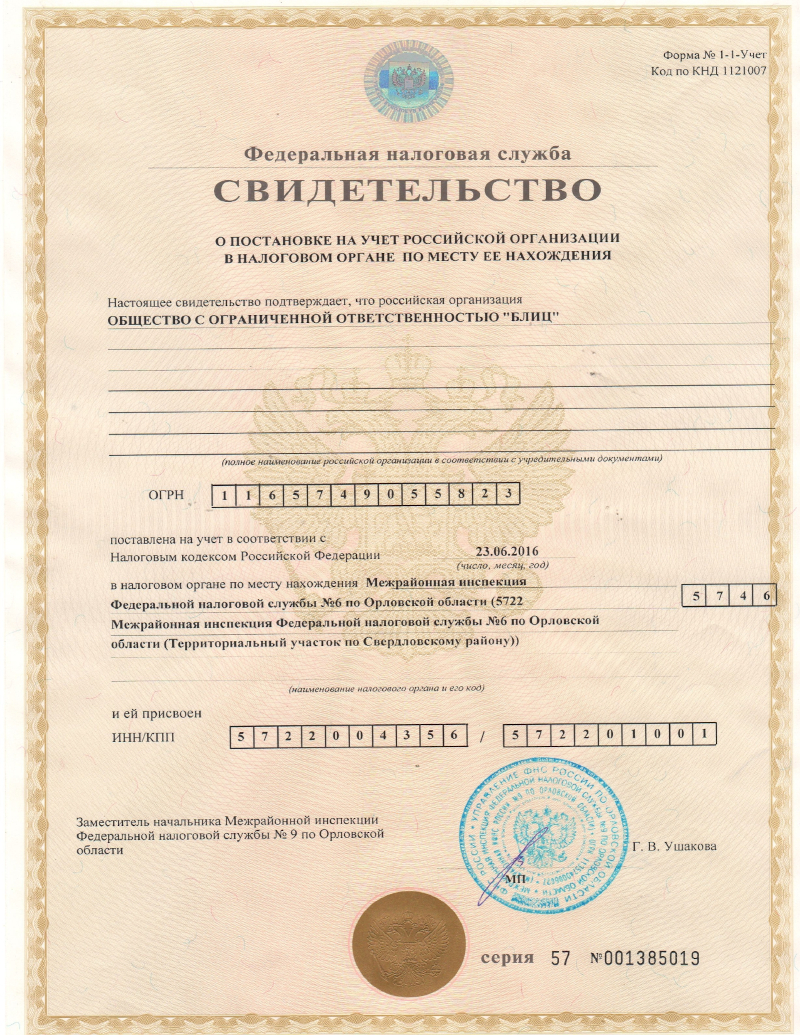 Форма № 1-1-Учет
Код по КНД 1121007
Федеральная налоговая служба
СВИДЕТЕЛЬСТВО
О ПОСТАНОВКЕ НА УЧЕТ РОССИЙСКОЙ ОРГАНИЗАЦИИ
В НАЛОГОВОМ ОРГАНЕ ПО МЕСТУ ЕЕ НАХОЖДЕНИЯ
Настоящее свидетельство подтверждает, что российская организация
ОБЩЕСТВО С ОГРАНИЧЕННОЙ ОТВЕТСТВЕННОСТЬЮ "БЛИЦ"
(полное наименование российской организации в соответствии с учредительными документами)
ОГРН 1 1 6 5 7 4 9 0 5 5 8 2 3
поставлена на учет в соответствии с
Налоговым кодексом Российской Федерации 23.06.2016
(число, месяц, год)
в налоговом органе по месту нахождения Межрайонная инспекция
Федеральной налоговой службы №6 по Орловской области (5722 5 7 4 6
Межрайонная инспекция Федеральной налоговой службы №6 по Орловской
области (Территориальный участок по Свердловскому району))
(наименование налогового органа и его код)
и ей присвоен
ИНН/КПП 5 7 2 2 0 0 4 3 5 6 / 5 7 2 2 0 1 0 0 1
Заместитель начальника Межрайонной инспекции
Федеральной налоговой службы № 9 по Орловской
области
Г. В. Ушакова
УПРАВЛЕНИЕ ФНС РОССИИ ПО ОРЛОВСКОЙ ОБЛАСТИ
МП
серия 57 №001385019